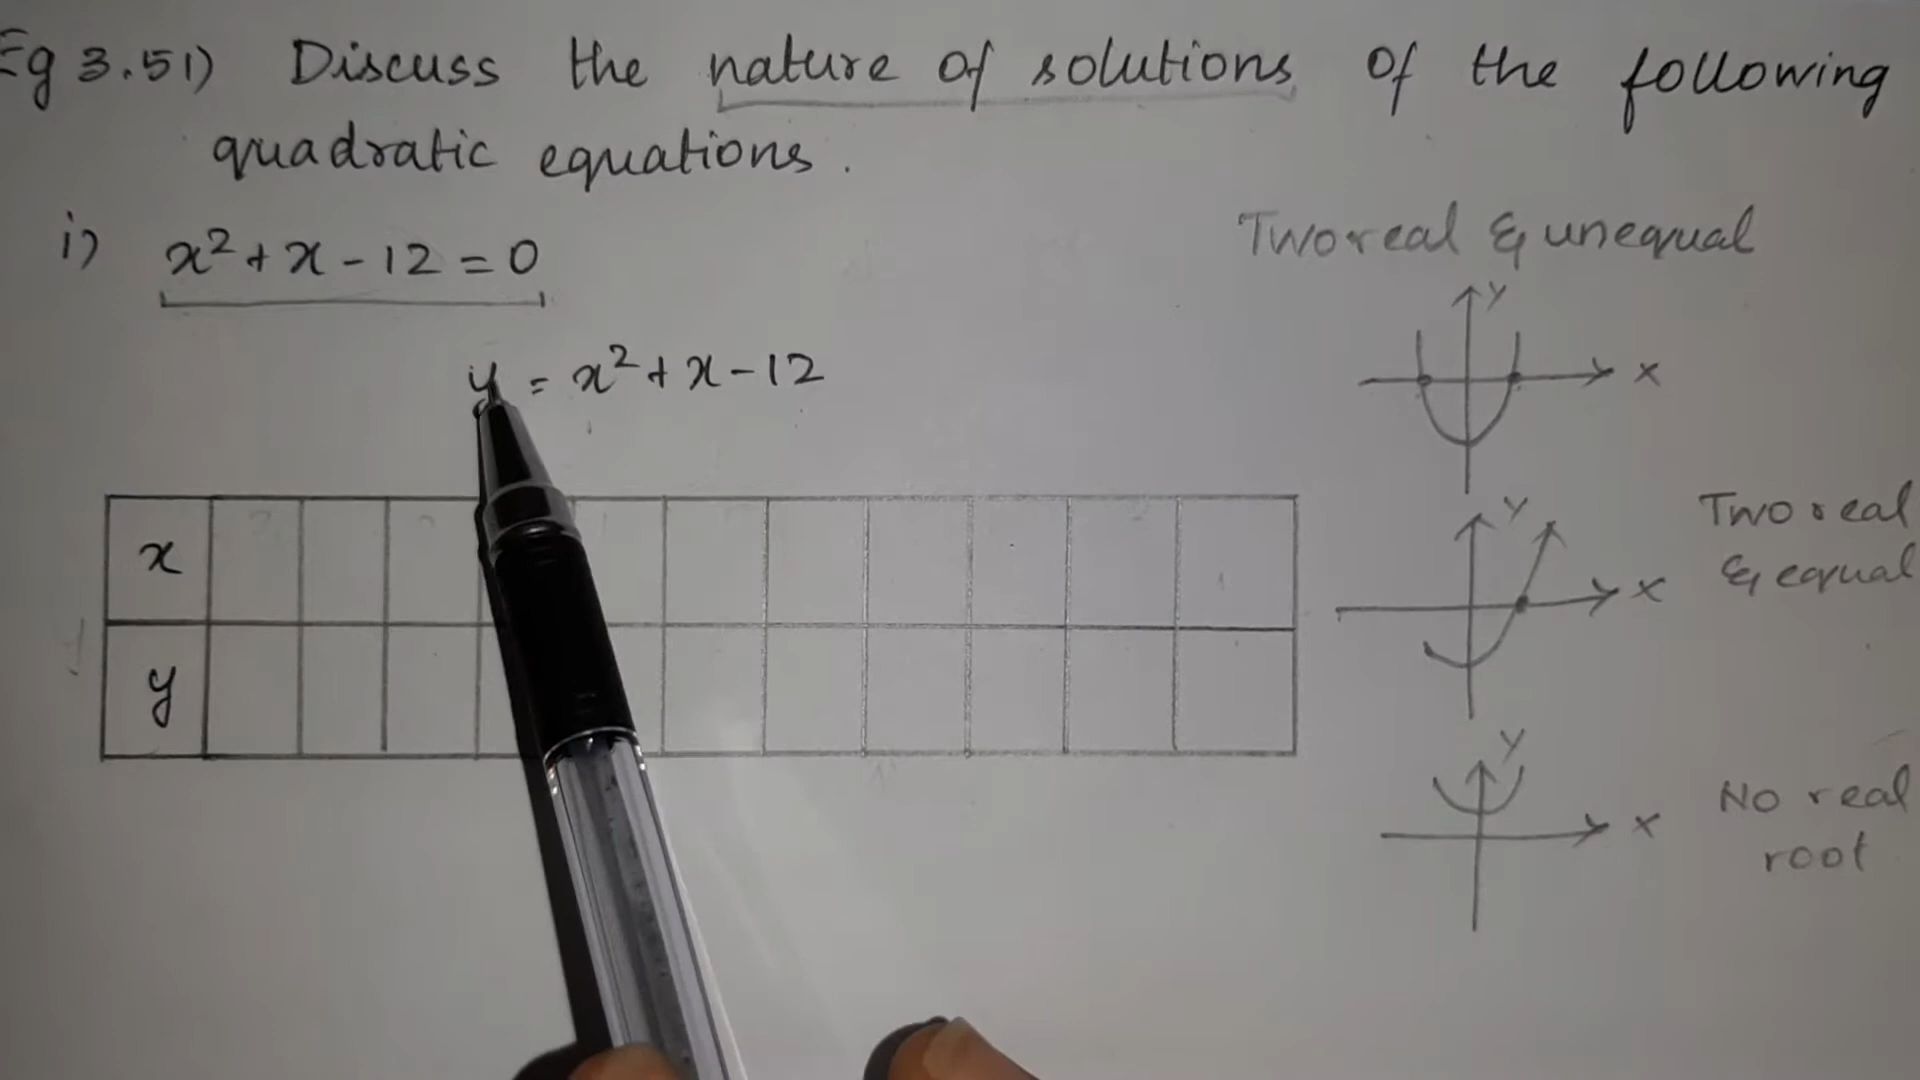 Eg 3.51) Discuss the nature of solutions of the following
quadratic equations.
i) x² + x - 12 = 0
y = x² + x - 12
x
y
Two real & unequal
y
x
Two real
& equal
y
x
No real
root
y
x